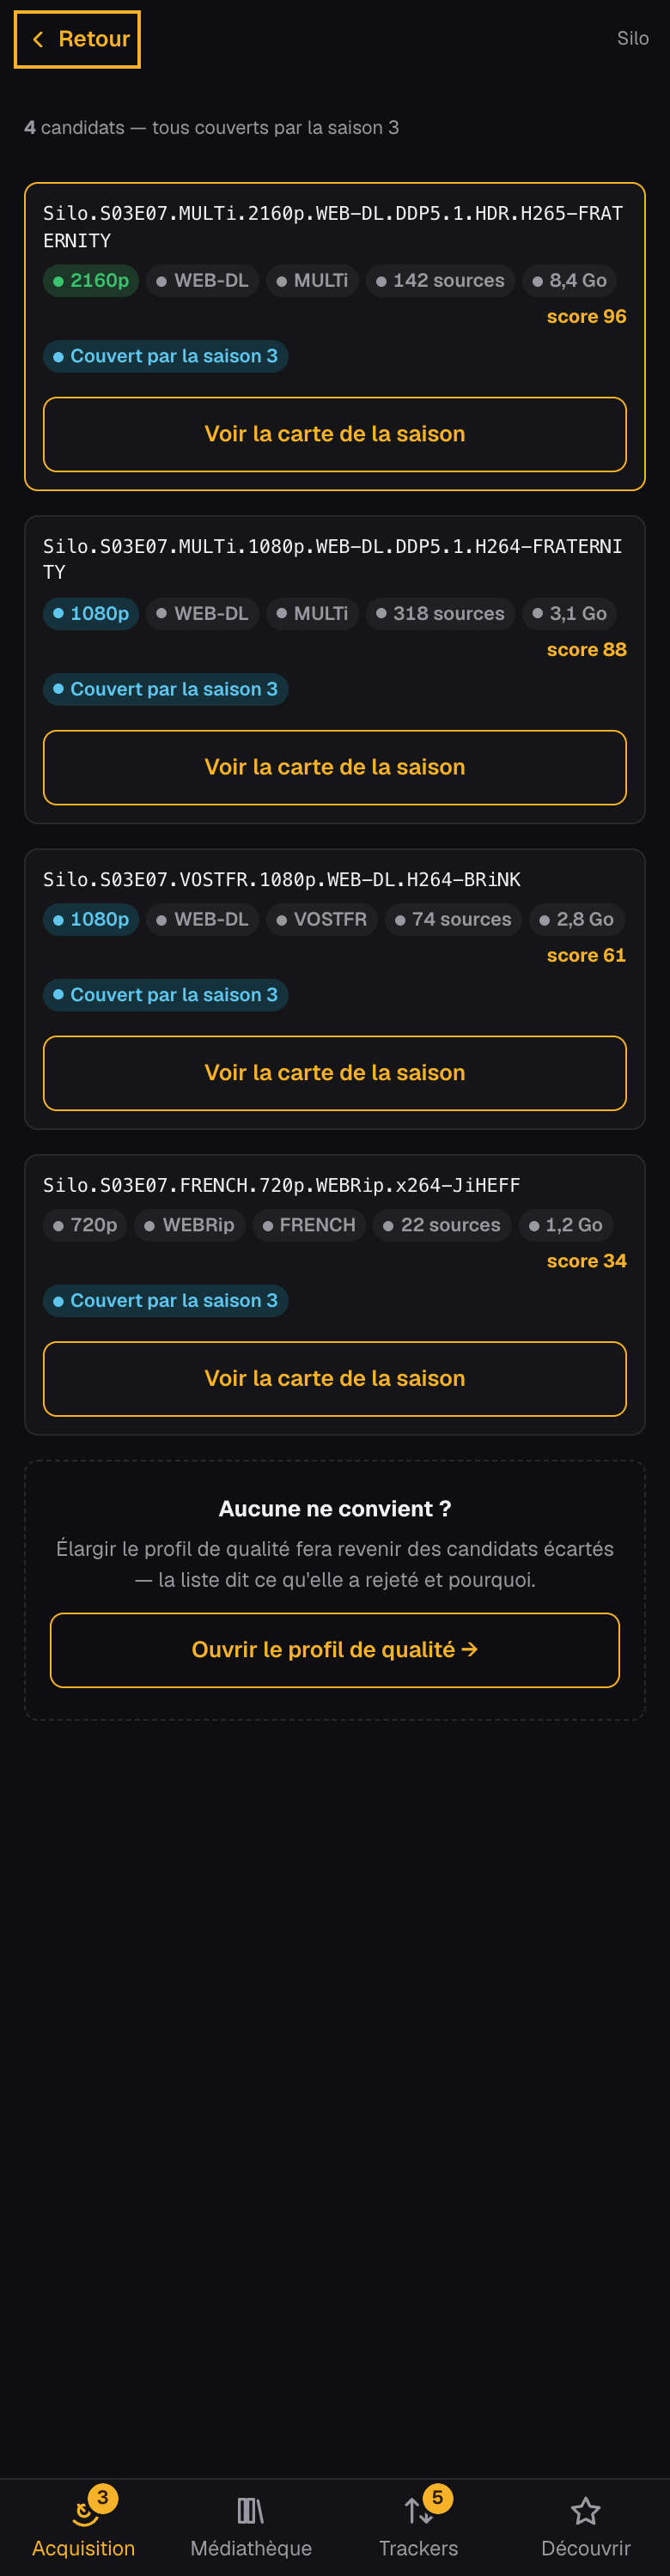 Retour
Silo
4 candidats — tous couverts par la saison 3
Silo.S03E07.MULTi.2160p.WEB-DL.DDP5.1.HDR.H265-FRAT
ERNITY
2160p WEB-DL MULTi 142 sources 8,4 Go
score 96
Couvert par la saison 3
Voir la carte de la saison
Silo.S03E07.MULTi.1080p.WEB-DL.DDP5.1.H264-FRATERNI
TY
1080p WEB-DL MULTi 318 sources 3,1 Go
score 88
Couvert par la saison 3
Voir la carte de la saison
Silo.S03E07.VOSTFR.1080p.WEB-DL.H264-BRiNK
1080p WEB-DL VOSTFR 74 sources 2,8 Go
score 61
Couvert par la saison 3
Voir la carte de la saison
Silo.S03E07.FRENCH.720p.WEBRip.x264-JiHEFF
720p WEBRip FRENCH 22 sources 1,2 Go
score 34
Couvert par la saison 3
Voir la carte de la saison
Aucune ne convient ?
Élargir le profil de qualité fera revenir des candidats écartés
— la liste dit ce qu'elle a rejeté et pourquoi.
Ouvrir le profil de qualité →
3 5
Acquisition Médiathèque Trackers Découvrir